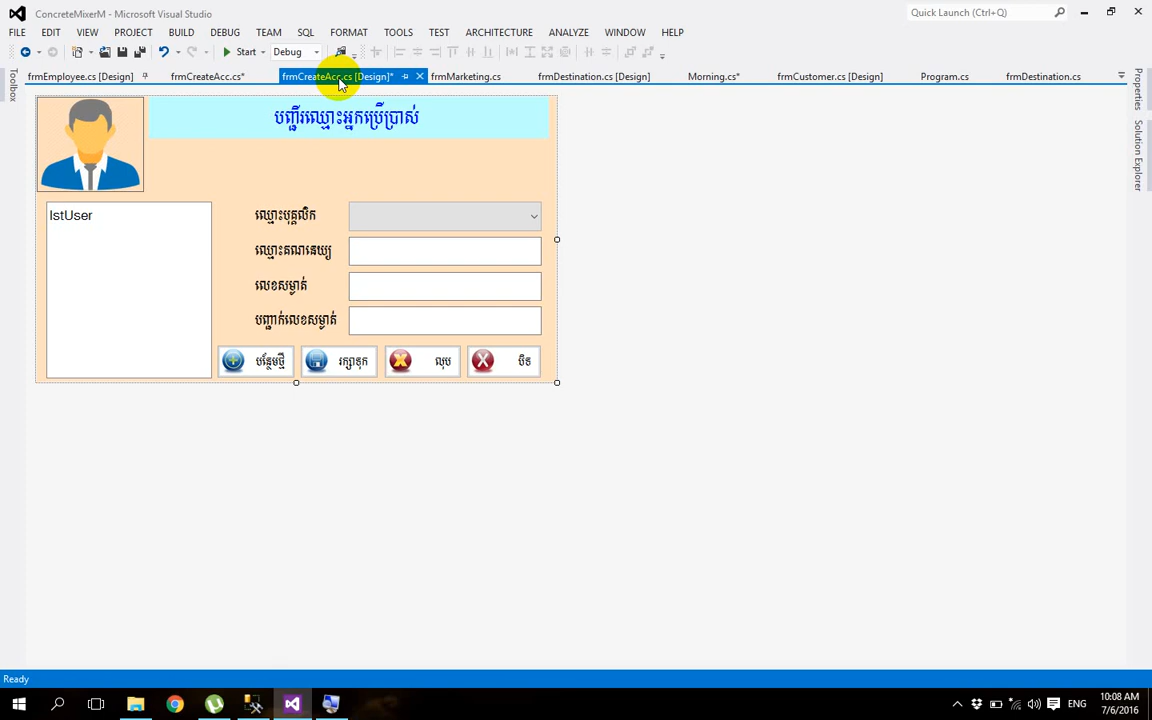 ConcreteMixerM - Microsoft Visual Studio
Quick Launch (Ctrl+Q)
FILE EDIT VIEW PROJECT BUILD DEBUG TEAM SQL FORMAT TOOLS TEST ARCHITECTURE ANALYZE WINDOW HELP
Start Debug
frmEmployee.cs [Design] frmCreateAcc.cs* frmCreateAcc.cs [Design]* frmMarketing.cs frmDestination.cs [Design] Morning.cs* frmCustomer.cs [Design] Program.cs frmDestination.cs
Toolbox
Properties
Solution Explorer
បញ្ជីរឈ្មោះអ្នកប្រើប្រាស់
lstUser
ឈ្មោះបុគ្គលិក
ឈ្មោះគណនេយ្យ
លេខសម្ងាត់
បញ្ជាក់លេខសម្ងាត់
បន្ថែមថ្មី
រក្សាទុក
លុប
បិទ
Ready
10:08 AM
ENG
7/6/2016